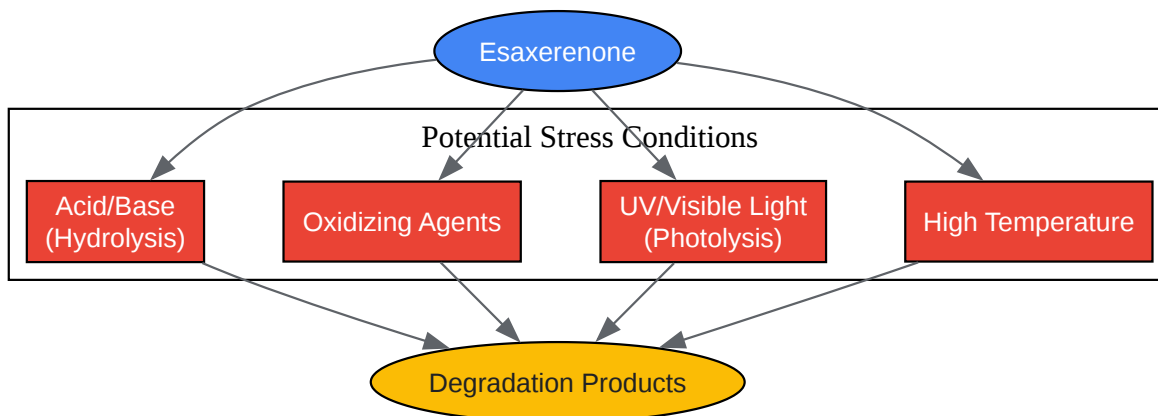 Esaxerenone
Potential Stress Conditions
Acid/Base
(Hydrolysis)
Oxidizing Agents
UV/Visible Light
(Photolysis)
High Temperature
Degradation Products